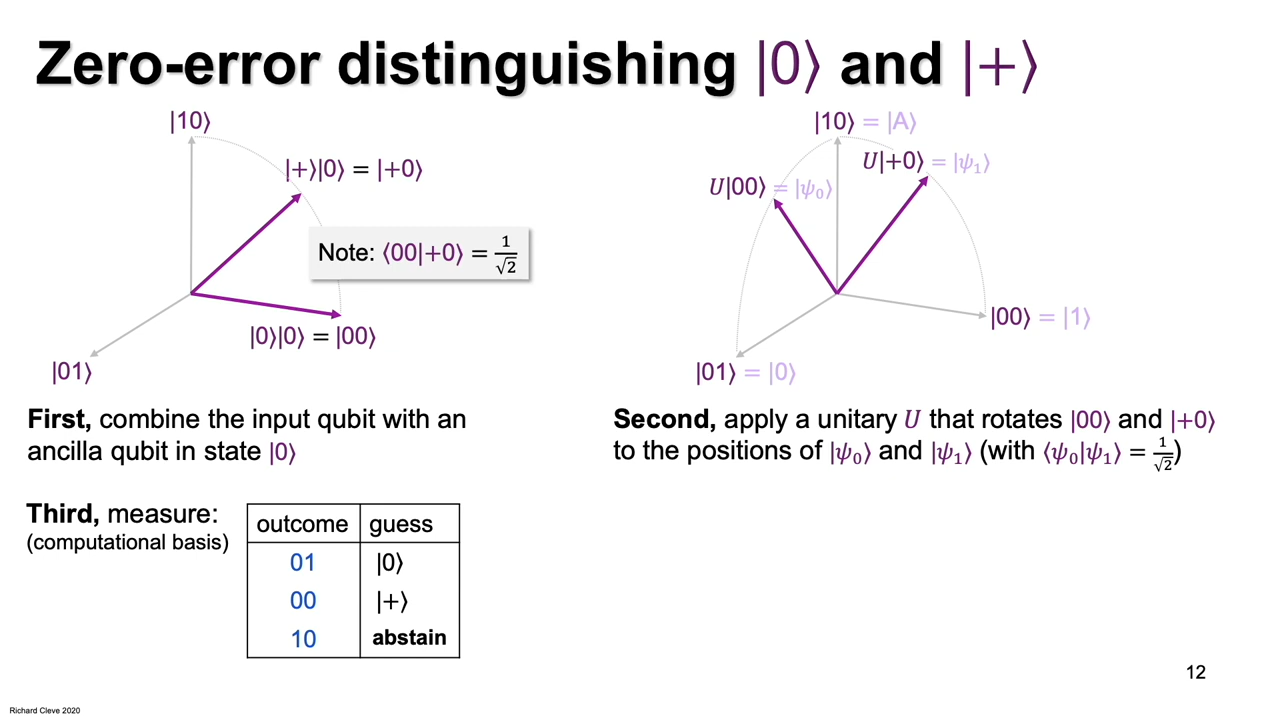 Zero-error distinguishing |0⟩ and |+⟩
|10⟩
|+⟩|0⟩ = |+0⟩
Note: ⟨00|+0⟩ = 1/√2
|0⟩|0⟩ = |00⟩
|01⟩
|10⟩ = |A⟩
U|+0⟩ = |ψ₁⟩
U|00⟩ = |ψ₀⟩
|00⟩ = |1⟩
|01⟩ = |0⟩
First, combine the input qubit with an
ancilla qubit in state |0⟩
Second, apply a unitary U that rotates |00⟩ and |+0⟩
to the positions of |ψ₀⟩ and |ψ₁⟩ (with ⟨ψ₀|ψ₁⟩ = 1/√2)
Third, measure:
(computational basis)
outcome guess
01 |0⟩
00 |+⟩
10 abstain
12
Richard Cleve 2020